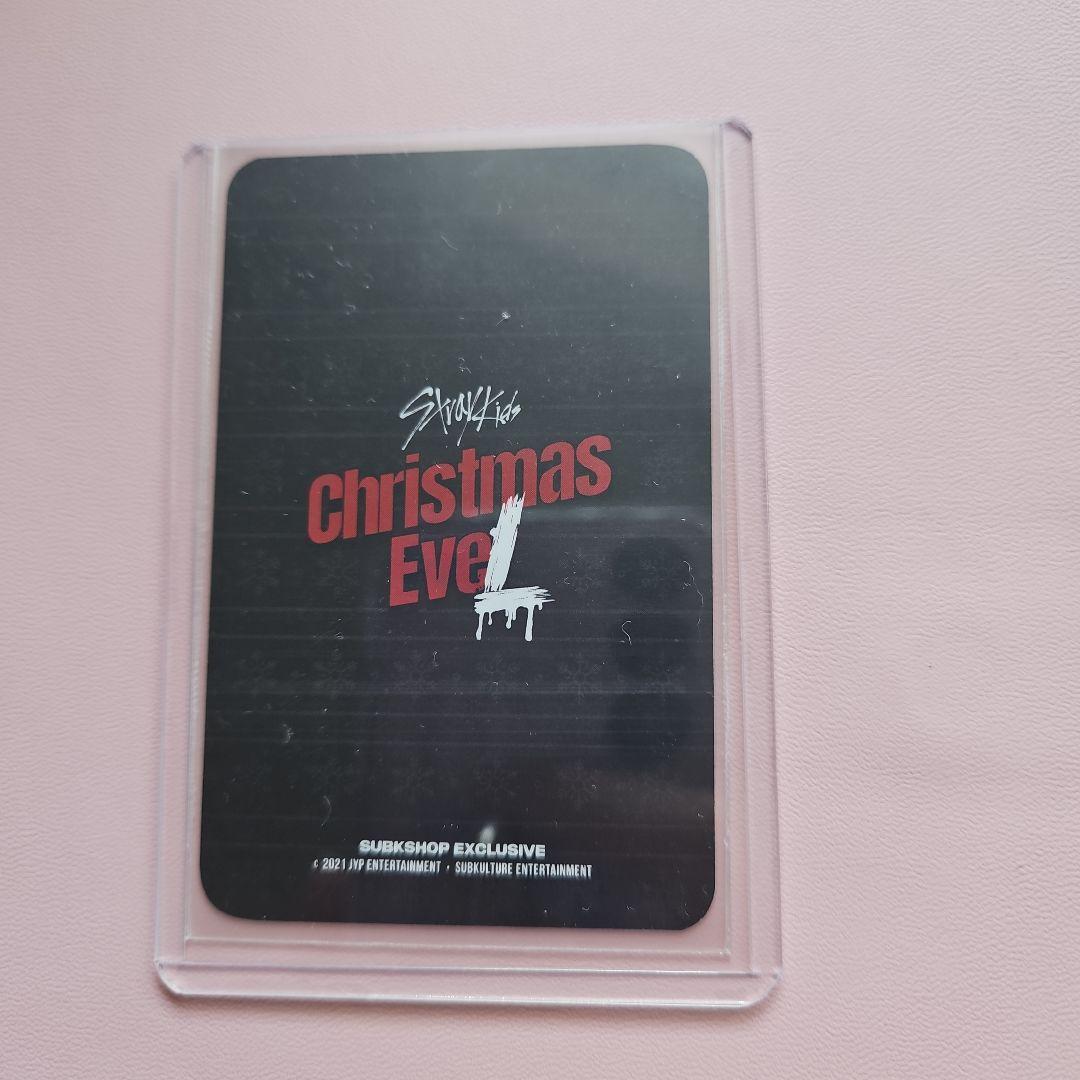 Stray Kids
Christmas
EveL
SUBKSHOP EXCLUSIVE
© 2021 JYP ENTERTAINMENT • SUBKULTURE ENTERTAINMENT